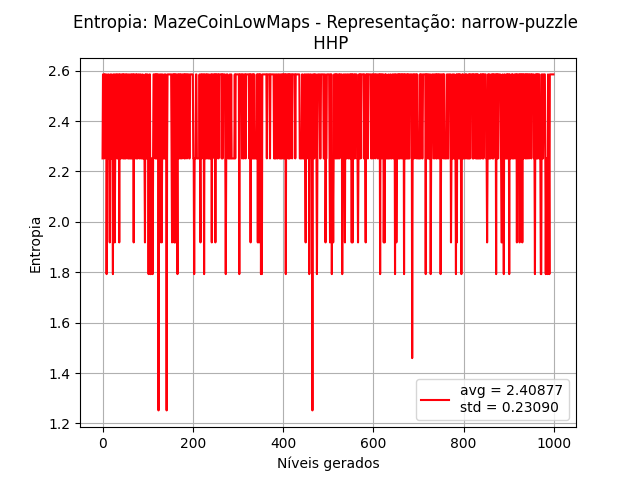 Entropia: MazeCoinLowMaps - Representação: narrow-puzzle
HHP
2.6
2.4
2.2
2.0
1.8
1.6
1.4
1.2
Entropia
0 200 400 600 800 1000
Níveis gerados
avg = 2.40877
std = 0.23090